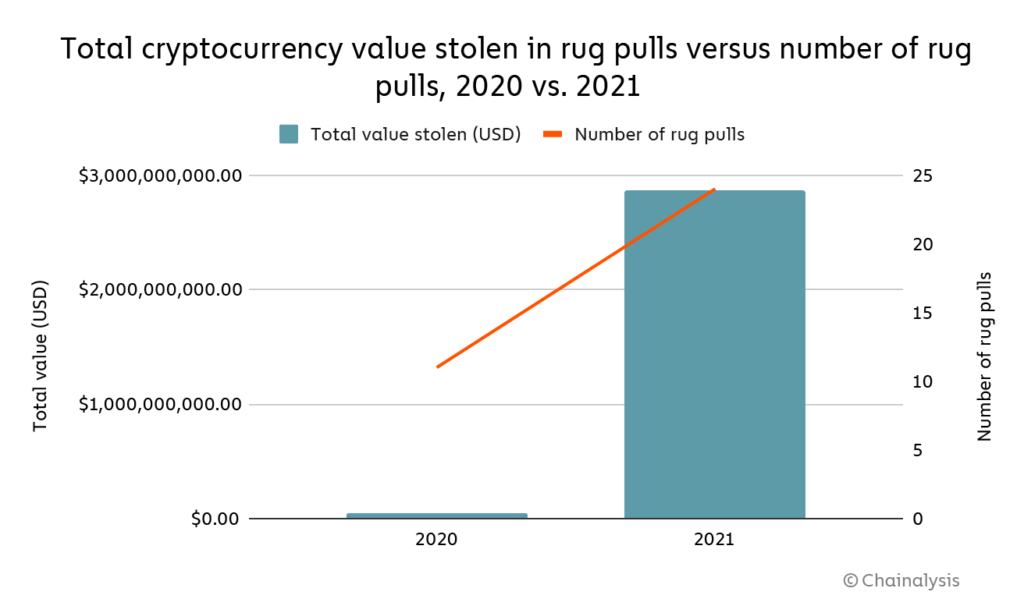 Total cryptocurrency value stolen in rug pulls versus number of rug
pulls, 2020 vs. 2021
Total value stolen (USD) Number of rug pulls
Total value (USD)
$3,000,000,000.00
$2,000,000,000.00
$1,000,000,000.00
$0.00
25
20
15
10
5
0
Number of rug pulls
2020 2021
© Chainalysis